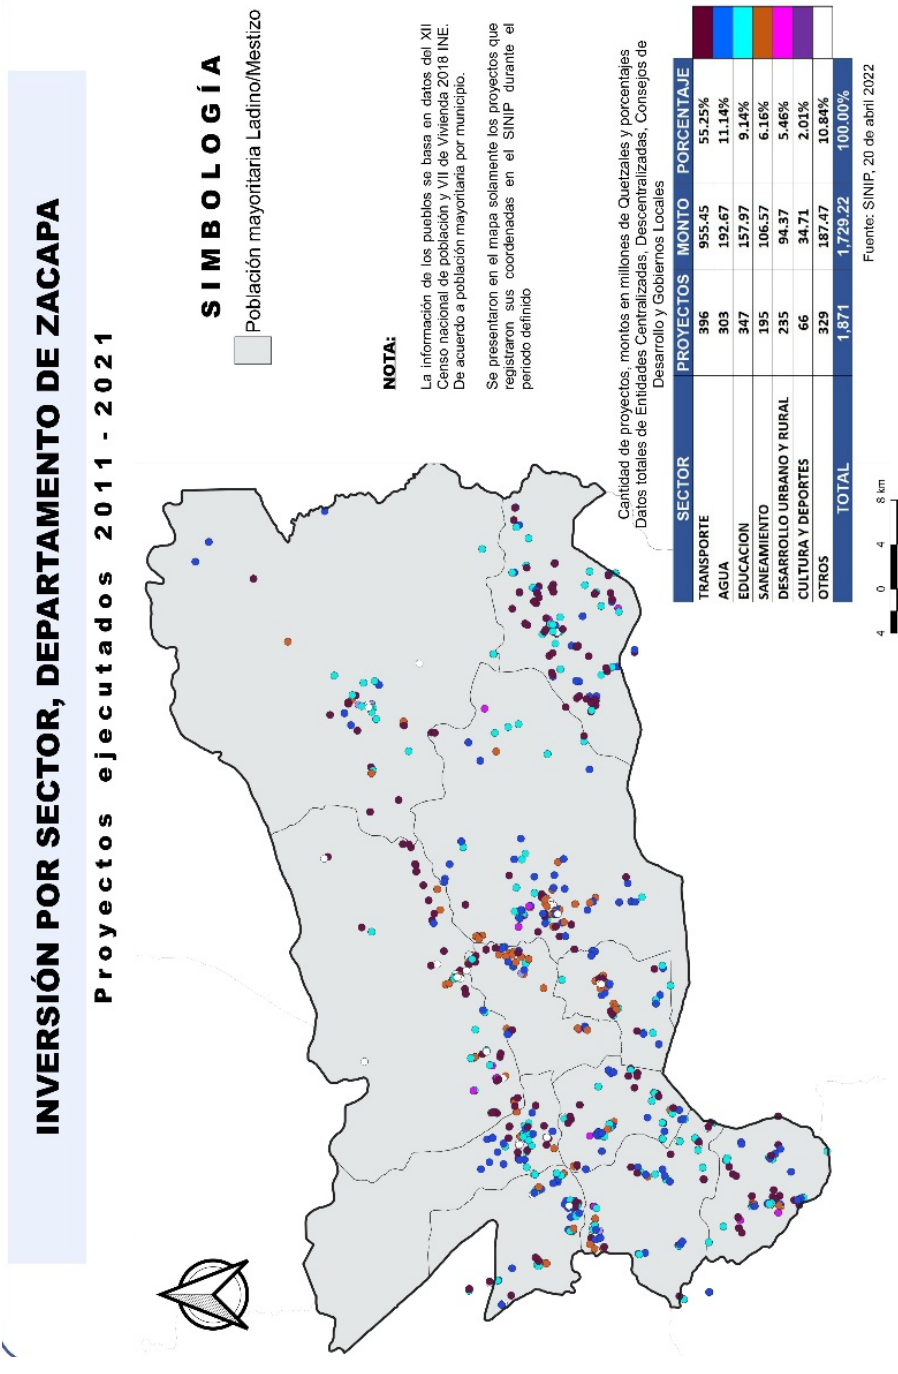 INVERSIÓN POR SECTOR, DEPARTAMENTO DE ZACAPA
Proyectos ejecutados 2011 - 2021
SIMBOLOGÍA
Población mayoritaria Ladino/Mestizo
NOTA:
La información de los pueblos se basa en datos del XII
Censo nacional de población y VII de Vivienda 2018 INE.
De acuerdo a población mayoritaria por municipio.
Se presentaron en el mapa solamente los proyectos que
registraron sus coordenadas en el SINIP durante el
periodo definido
Cantidad de proyectos, montos en millones de Quetzales y porcentajes
Datos totales de Entidades Centralizadas, Descentralizadas, Consejos de
Desarrollo y Gobiernos Locales
SECTOR PROYECTOS MONTO PORCENTAJE
TRANSPORTE 396 955.45 55.25%
AGUA 303 192.67 11.14%
EDUCACION 347 157.97 9.14%
SANEAMIENTO 195 106.57 6.16%
DESARROLLO URBANO Y RURAL 235 94.37 5.46%
CULTURA Y DEPORTES 66 34.71 2.01%
OTROS 329 187.47 10.84%
TOTAL 1,871 1,729.22 100.00%
Fuente: SINIP, 20 de abril 2022
4 0 4 8 km